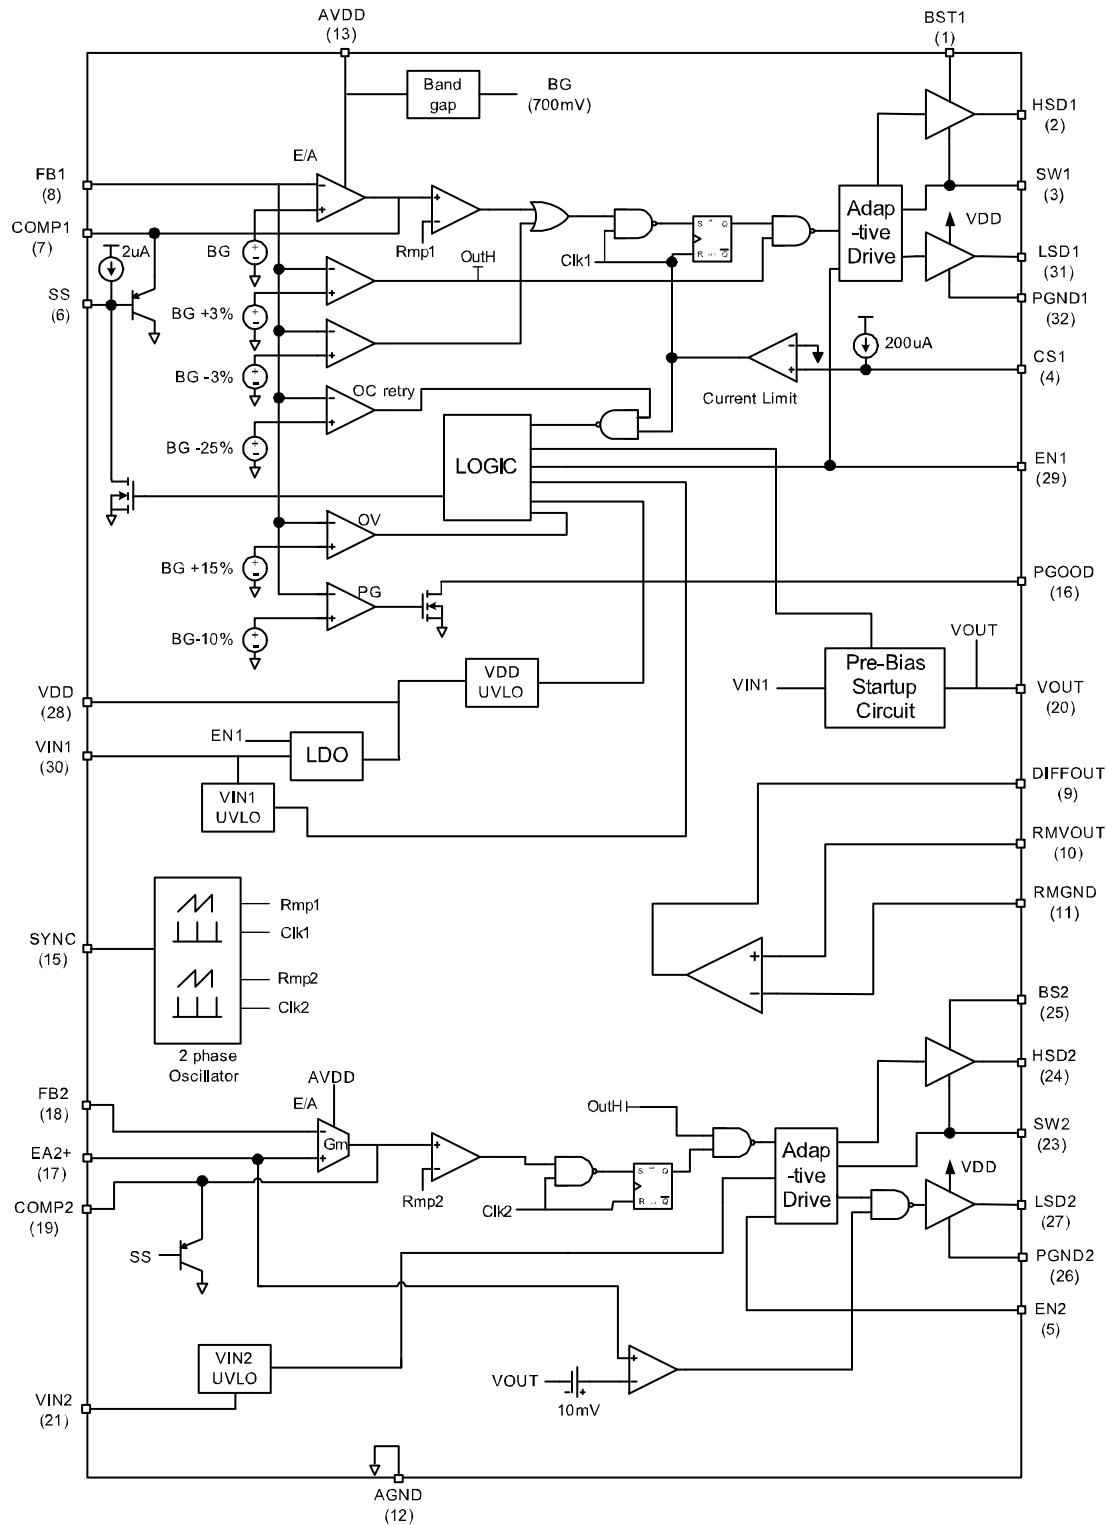 AVDD
(13)
BST1
(1)
Band
gap
BG
(700mV)
HSD1
(2)
E/A
FB1
(8)
SW1
(3)
COMP1
(7)
Adap
-tive
Drive
VDD
2uA
BG
Rmp1
OutH
Clk1
S
Q
R
Q
LSD1
(31)
SS
(6)
BG +3%
PGND1
(32)
200uA
BG -3%
CS1
(4)
OC retry
Current Limit
BG -25%
LOGIC
EN1
(29)
OV
BG +15%
PG
PGOOD
(16)
BG-10%
VOUT
VDD
(28)
VDD
UVLO
VIN1
Pre-Bias
Startup
Circuit
VOUT
(20)
EN1
VIN1
(30)
LDO
VIN1
UVLO
DIFFOUT
(9)
RMVOUT
(10)
RMGND
(11)
Rmp1
Clk1
SYNC
(15)
Rmp2
Clk2
2 phase
Oscillator
BS2
(25)
HSD2
(24)
AVDD
E/A
FB2
(18)
OutH
Gm
EA2+
(17)
Adap
-tive
Drive
SW2
(23)
VDD
Rmp2
S
Q
R
Q
Clk2
COMP2
(19)
LSD2
(27)
SS
PGND2
(26)
EN2
(5)
VIN2
UVLO
VOUT
10mV
VIN2
(21)
AGND
(12)